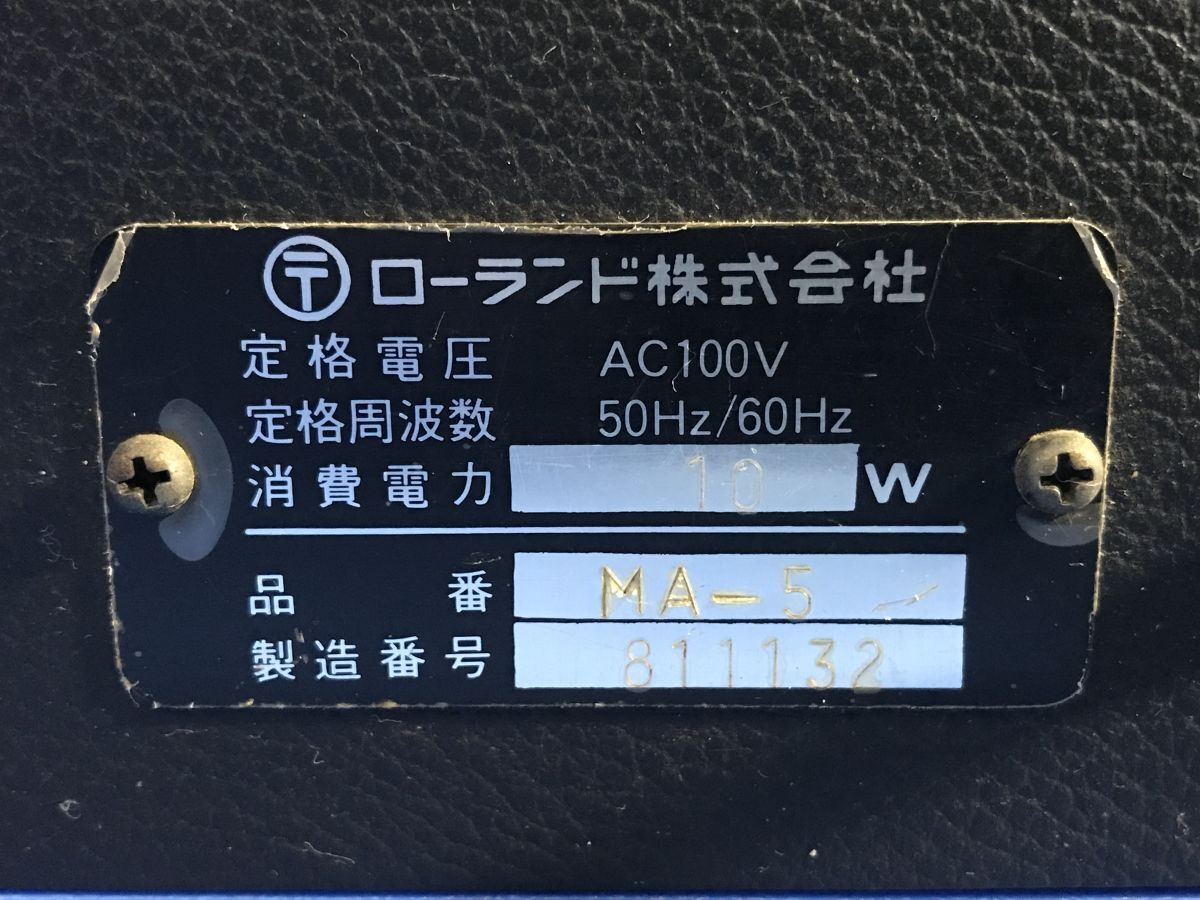 〒 ローランド株式会社
定格電圧 AC100V
定格周波数 50Hz/60Hz
消費電力 10 W
品番 MA-5
製造番号 811132